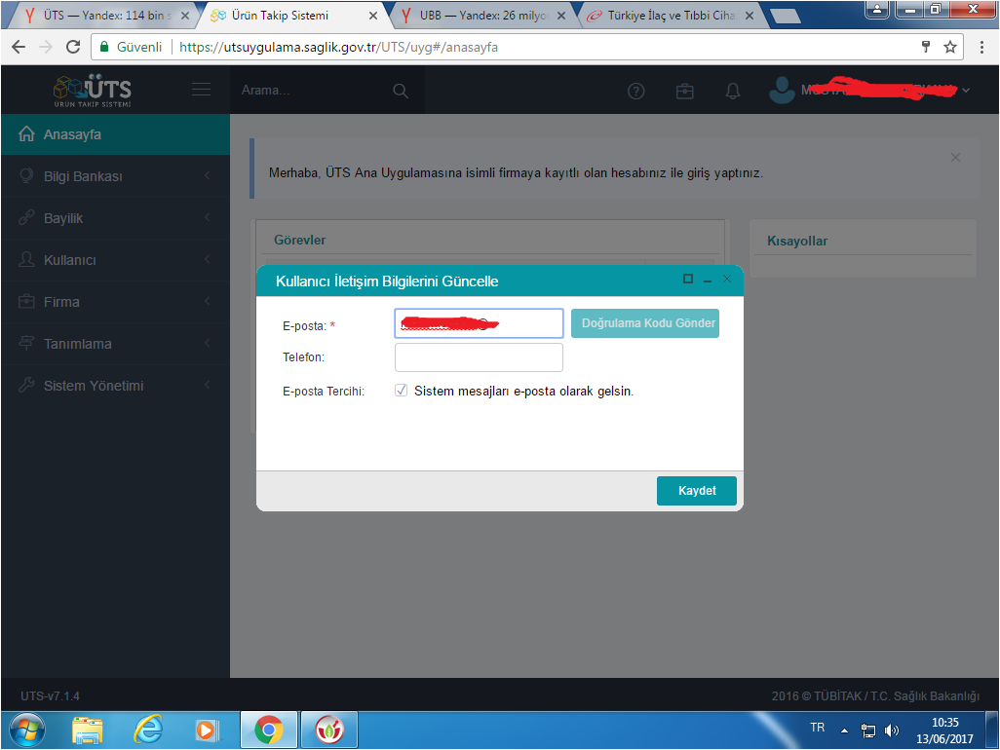 ÜTS — Yandex: 114 bin s
Ürün Takip Sistemi
UBB — Yandex: 26 milyo
Türkiye İlaç ve Tıbbi Ciha
Güvenli
https://utsuygulama.saglik.gov.tr/UTS/uyg#/anasayfa
ÜTS
ÜRÜN TAKİP SİSTEMİ
Arama...
Anasayfa
Bilgi Bankası
Bayilik
Kullanıcı
Firma
Tanımlama
Sistem Yönetimi
Merhaba, ÜTS Ana Uygulamasına isimli firmaya kayıtlı olan hesabınız ile giriş yaptınız.
Görevler
Kısayollar
Kullanıcı İletişim Bilgilerini Güncelle
E-posta: *
Doğrulama Kodu Gönder
Telefon:
E-posta Tercihi:
Sistem mesajları e-posta olarak gelsin.
Kaydet
UTS-v7.1.4
2016 © TÜBİTAK / T.C. Sağlık Bakanlığı
TR
10:35
13/06/2017